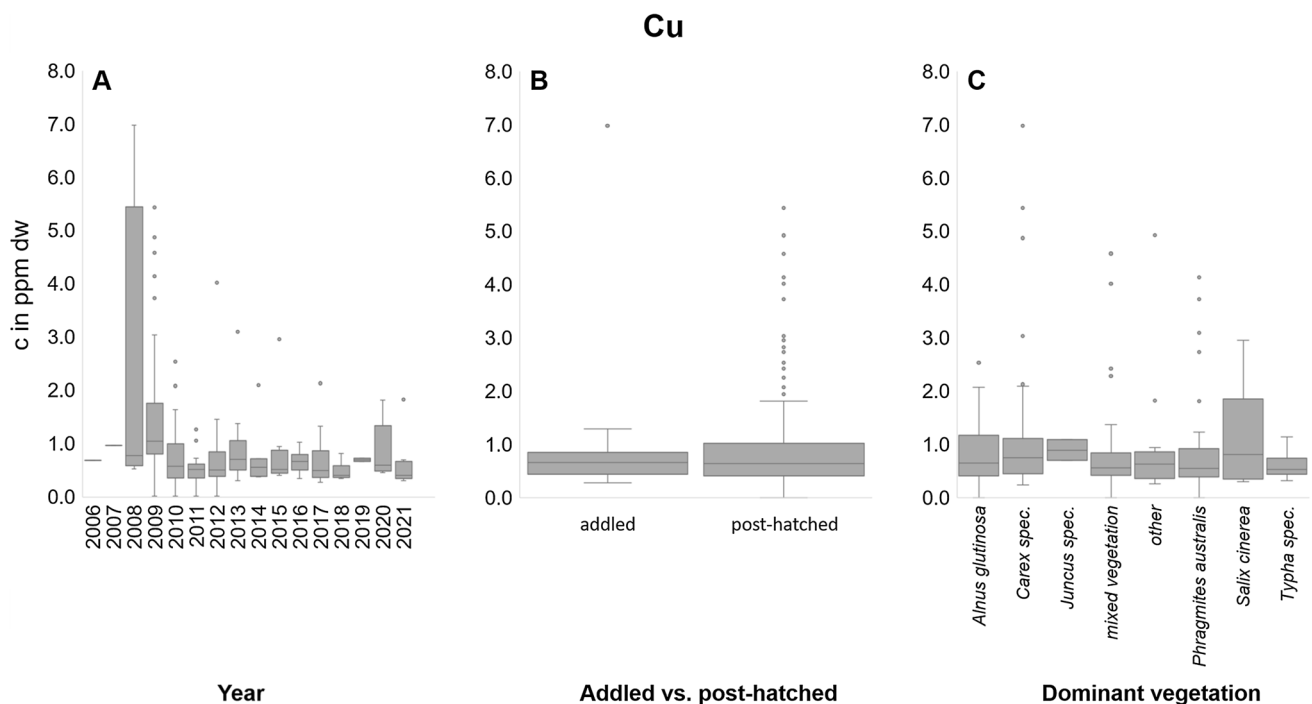 Cu
A
8.0
7.0
6.0
5.0
4.0
3.0
2.0
1.0
0.0
c in ppm dw
2006
2007
2008
2009
2010
2011
2012
2013
2014
2015
2016
2017
2018
2019
2020
2021
Year
B
8.0
7.0
6.0
5.0
4.0
3.0
2.0
1.0
0.0
addled
post-hatched
Addled vs. post-hatched
C
8.0
7.0
6.0
5.0
4.0
3.0
2.0
1.0
0.0
Alnus glutinosa
Carex spec.
Juncus spec.
mixed vegetation
other
Phragmites australis
Salix cinerea
Typha spec.
Dominant vegetation